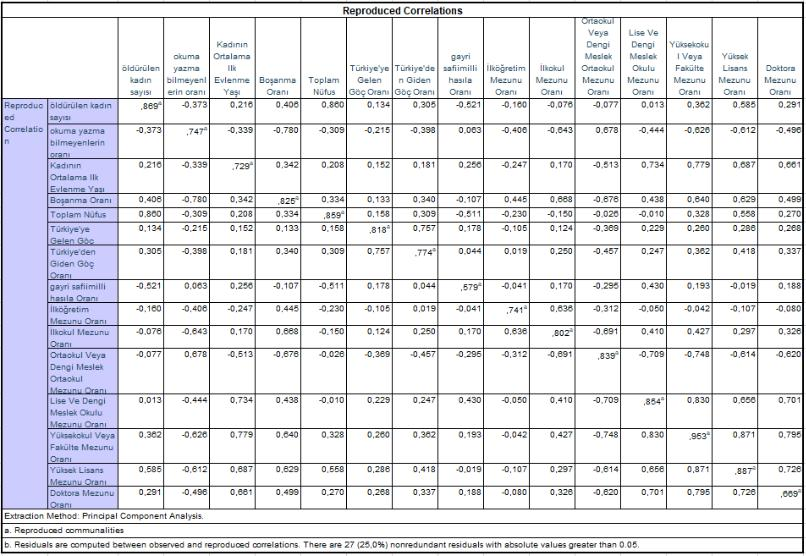 Reproduced Correlations
öldürülen kadın sayısı | okuma yazma bilmeyenlerin oranı | Kadının Ortalama Ilk Evlenme Yaşı | Boşanma Oranı | Toplam Nüfus | Türkiye'ye Gelen Göç Oranı | Türkiye'den Giden Göç Oranı | gayri safiimilli hasıla Oranı | İlköğretim Mezunu Oranı | İlkokul Mezunu Oranı | Ortaokul Veya Dengi Meslek Ortaokul Mezunu Oranı | Lise Ve Dengi Meslek Okulu Mezunu Oranı | Yüksekokul Veya Fakülte Mezunu Oranı | Yüksek Lisans Mezunu Oranı | Doktora Mezunu Oranı
Reproduced Correlation
öldürülen kadın sayısı ,869a -0,373 0,216 0,406 0,860 0,134 0,305 -0,521 -0,160 -0,076 -0,077 0,013 0,362 0,585 0,291
okuma yazma bilmeyenlerin oranı -0,373 ,747a -0,339 -0,780 -0,309 -0,215 -0,398 0,063 -0,406 -0,643 0,678 -0,444 -0,626 -0,612 -0,496
Kadının Ortalama Ilk Evlenme Yaşı 0,216 -0,339 ,729a 0,342 0,208 0,152 0,181 0,256 -0,247 0,170 -0,513 0,734 0,779 0,687 0,661
Boşanma Oranı 0,406 -0,780 0,342 ,825a 0,334 0,133 0,340 -0,107 0,445 0,668 -0,676 0,438 0,640 0,629 0,499
Toplam Nüfus 0,860 -0,309 0,208 0,334 ,859a 0,158 0,309 -0,511 -0,230 -0,150 -0,026 -0,010 0,328 0,558 0,270
Türkiye'ye Gelen Göç 0,134 -0,215 0,152 0,133 0,158 ,818a 0,757 0,178 -0,105 0,124 -0,369 0,229 0,260 0,286 0,268
Türkiye'den Giden Göç Oranı 0,305 -0,398 0,181 0,340 0,309 0,757 ,774a 0,044 0,019 0,250 -0,457 0,247 0,362 0,418 0,337
gayri safiimilli hasıla Oranı -0,521 0,063 0,256 -0,107 -0,511 0,178 0,044 ,579a -0,041 0,170 -0,295 0,430 0,193 -0,019 0,188
İlköğretim Mezunu Oranı -0,160 -0,406 -0,247 0,445 -0,230 -0,105 0,019 -0,041 ,741a 0,636 -0,312 -0,050 -0,042 -0,107 -0,080
İlkokul Mezunu Oranı -0,076 -0,643 0,170 0,668 -0,150 0,124 0,250 0,170 0,636 ,802a -0,691 0,410 0,427 0,297 0,326
Ortaokul Veya Dengi Meslek Ortaokul Mezunu Oranı -0,077 0,678 -0,513 -0,676 -0,026 -0,369 -0,457 -0,295 -0,312 -0,691 ,839a -0,709 -0,748 -0,614 -0,620
Lise Ve Dengi Meslek Okulu Mezunu Oranı 0,013 -0,444 0,734 0,438 -0,010 0,229 0,247 0,430 -0,050 0,410 -0,709 ,854a 0,830 0,656 0,701
Yüksekokul Veya Fakülte Mezunu Oranı 0,362 -0,626 0,779 0,640 0,328 0,260 0,362 0,193 -0,042 0,427 -0,748 0,830 ,953a 0,871 0,795
Yüksek Lisans Mezunu Oranı 0,585 -0,612 0,687 0,629 0,558 0,286 0,418 -0,019 -0,107 0,297 -0,614 0,656 0,871 ,887a 0,726
Doktora Mezunu Oranı 0,291 -0,496 0,661 0,499 0,270 0,268 0,337 0,188 -0,080 0,326 -0,620 0,701 0,795 0,726 ,669a
Extraction Method: Principal Component Analysis.
a. Reproduced communalities
b. Residuals are computed between observed and reproduced correlations. There are 27 (25,0%) nonredundant residuals with absolute values greater than 0.05.